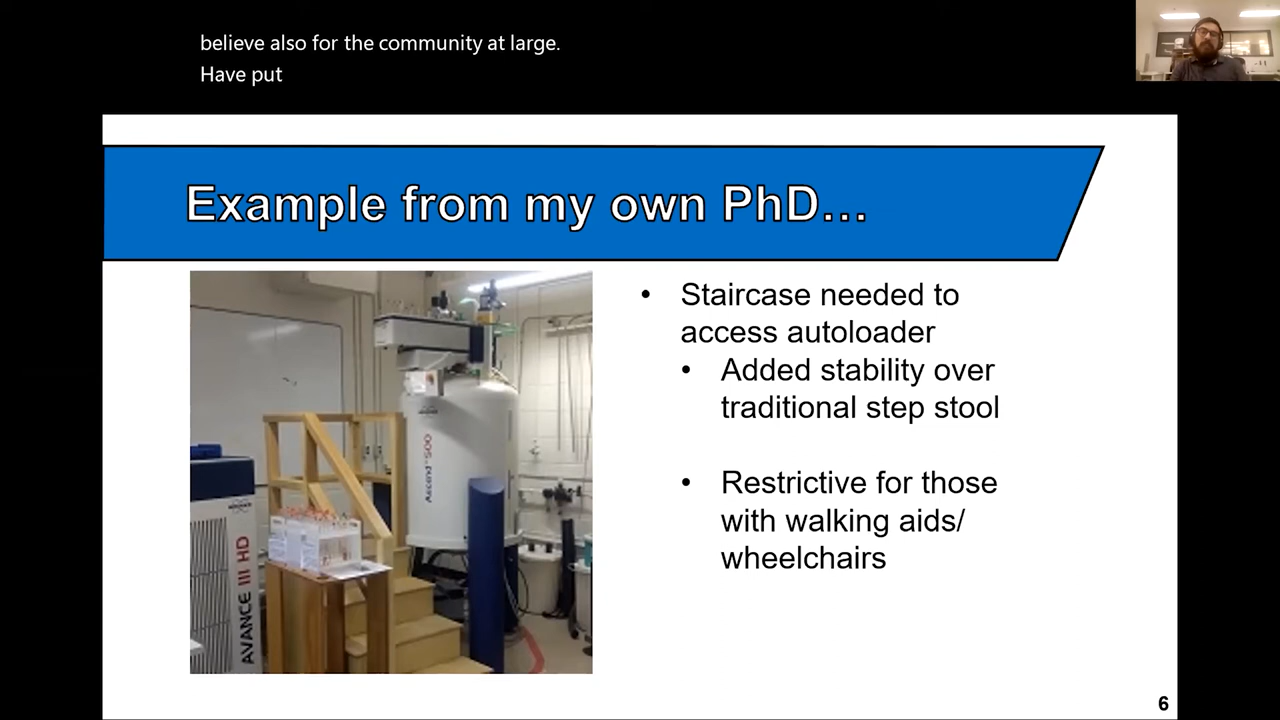 believe also for the community at large.
Have put
Example from my own PhD...
• Staircase needed to
access autoloader
• Added stability over
traditional step stool
• Restrictive for those
with walking aids/
wheelchairs
Ascend 500
AVANCE III HD
6